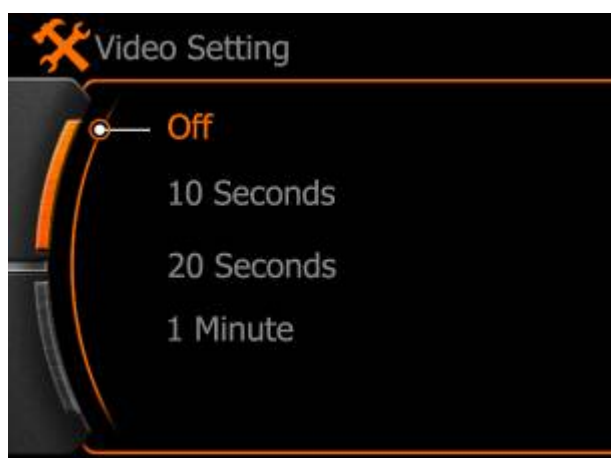 Video Setting
Off
10 Seconds
20 Seconds
1 Minute